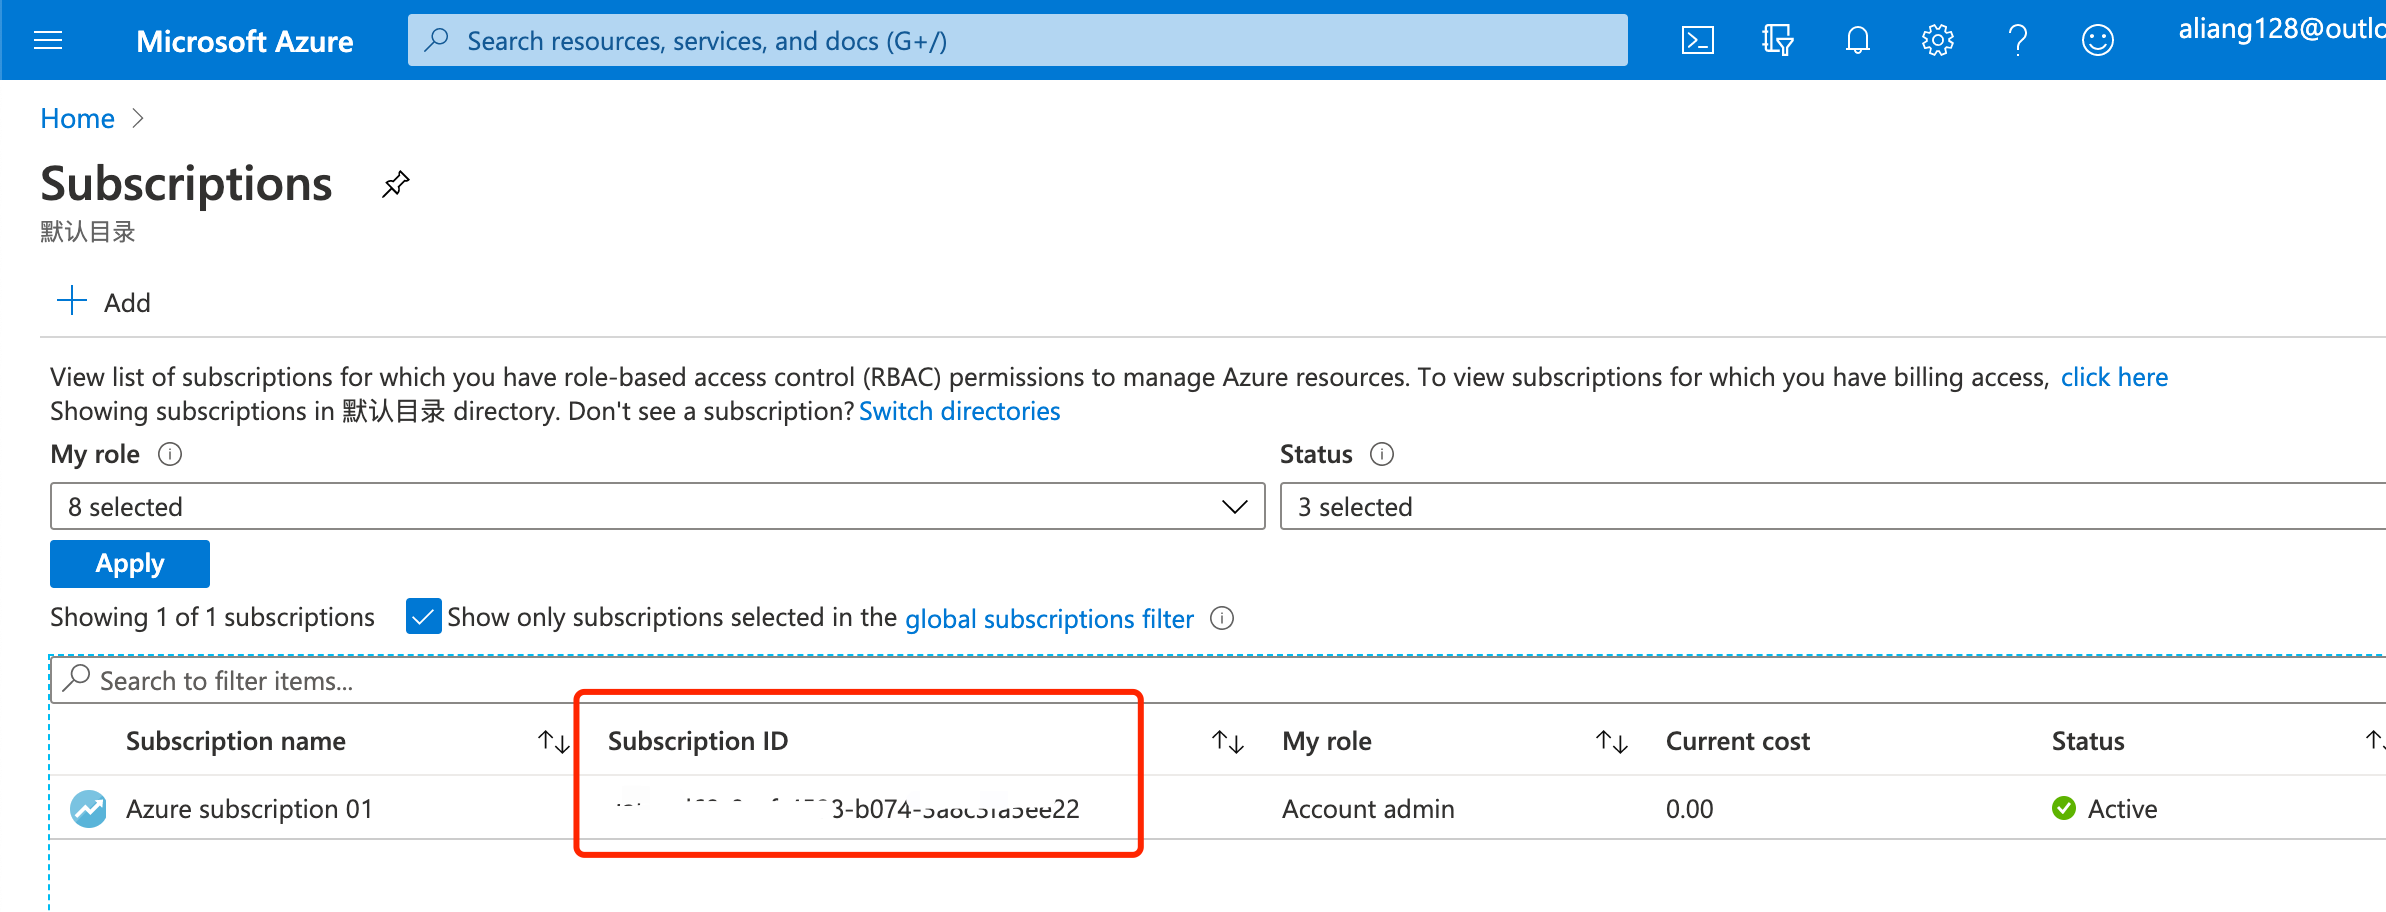 Microsoft Azure
Search resources, services, and docs (G+/)
aliang128@outlo
Home
Subscriptions
默认目录
Add
View list of subscriptions for which you have role-based access control (RBAC) permissions to manage Azure resources. To view subscriptions for which you have billing access, click here
Showing subscriptions in 默认目录 directory. Don't see a subscription? Switch directories
My role Status
8 selected 3 selected
Apply
Showing 1 of 1 subscriptions Show only subscriptions selected in the global subscriptions filter
Search to filter items...
Subscription name Subscription ID My role Current cost Status
Azure subscription 01 Account admin 0.00 Active